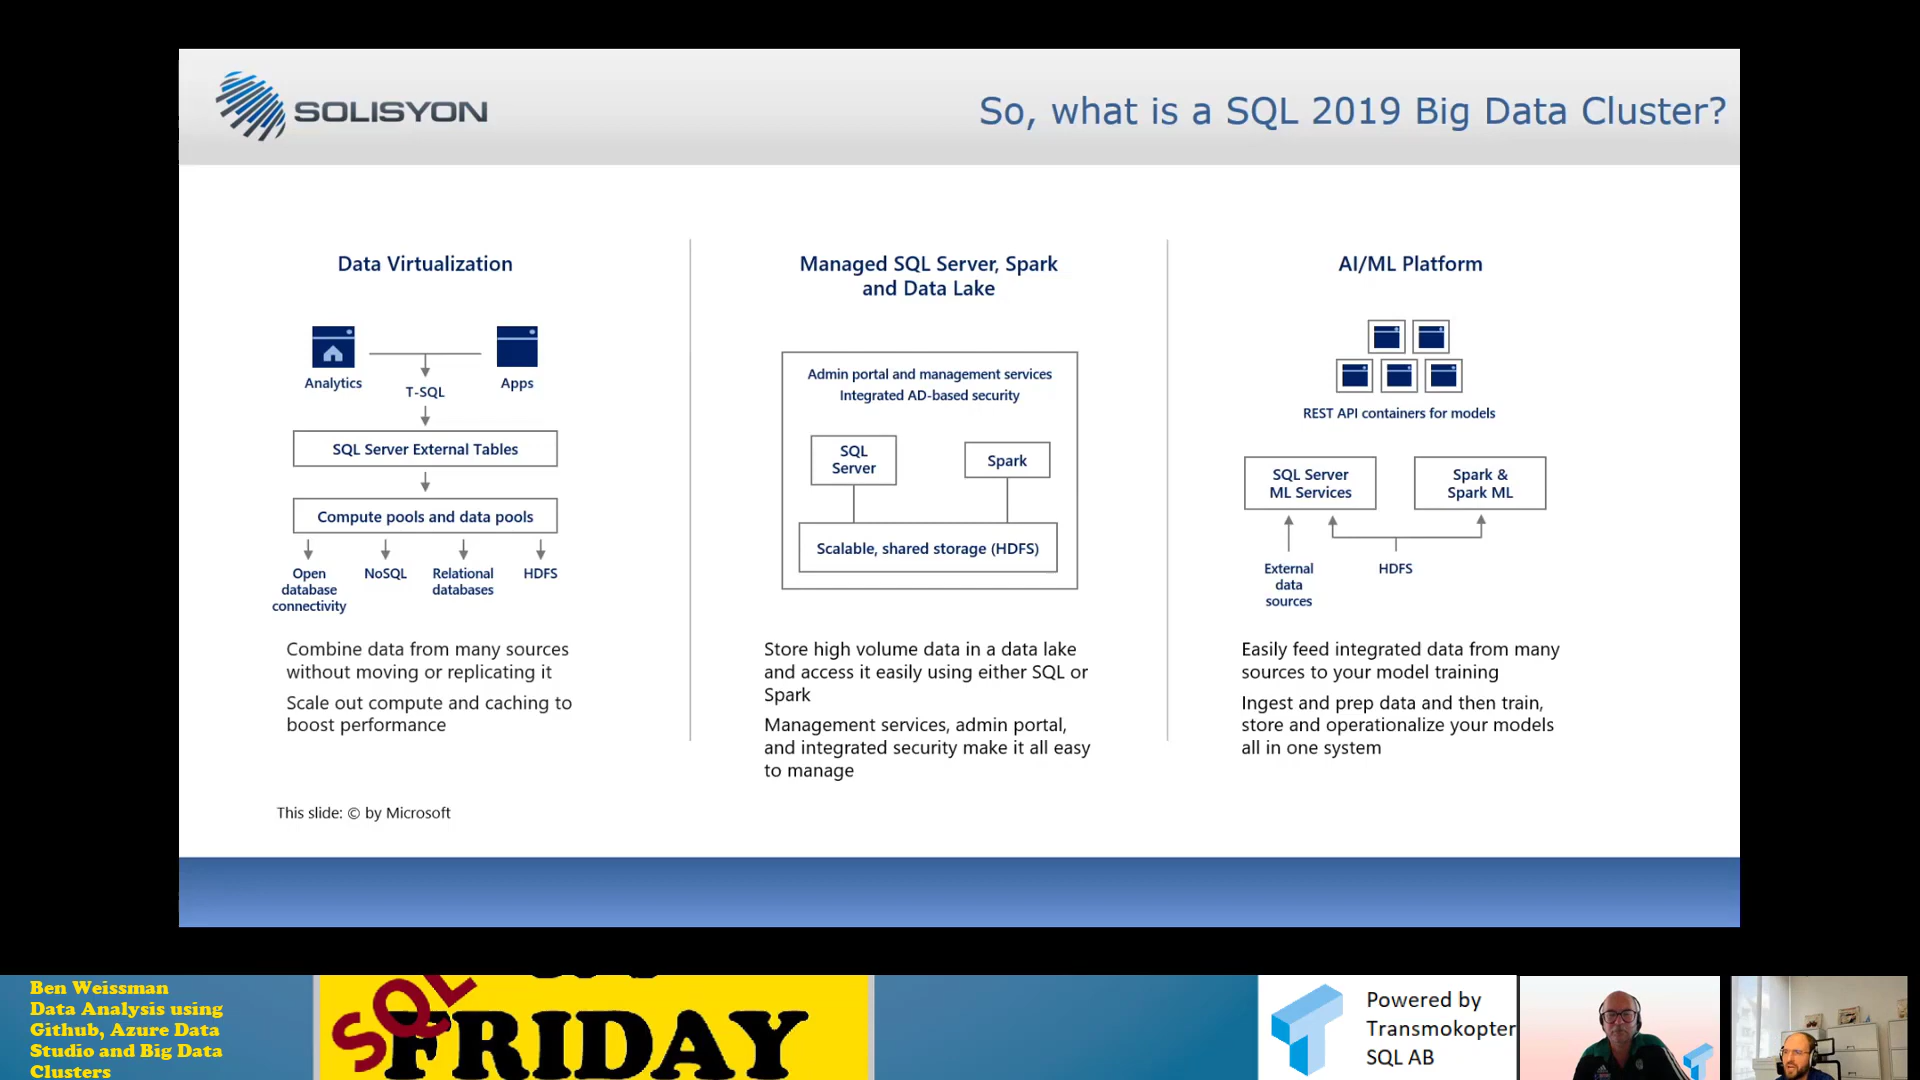 SOLISYON
So, what is a SQL 2019 Big Data Cluster?
Data Virtualization
Analytics
T-SQL
Apps
SQL Server External Tables
Compute pools and data pools
Open
database
connectivity
NoSQL
Relational
databases
HDFS
Combine data from many sources
without moving or replicating it
Scale out compute and caching to
boost performance
Managed SQL Server, Spark
and Data Lake
Admin portal and management services
Integrated AD-based security
SQL
Server
Spark
Scalable, shared storage (HDFS)
Store high volume data in a data lake
and access it easily using either SQL or
Spark
Management services, admin portal,
and integrated security make it all easy
to manage
AI/ML Platform
REST API containers for models
SQL Server
ML Services
Spark &
Spark ML
External
data
sources
HDFS
Easily feed integrated data from many
sources to your model training
Ingest and prep data and then train,
store and operationalize your models
all in one system
This slide: © by Microsoft
Ben Weissman
Data Analysis using
Github, Azure Data
Studio and Big Data
Clusters
SQL
FRIDAY
Powered by
Transmokopter
SQL AB